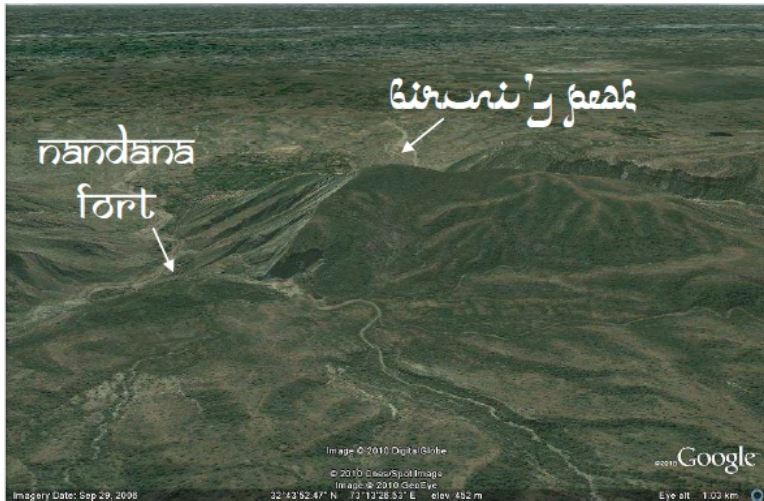 Biruni's peak
nandana
fort
Image © 2010 DigitalGlobe
© 2010 Cnes/Spot Image
Image © 2010 GeoEye
©2010 Google
Imagery Date: Sep 29, 2006 32°43'52.47" N 73°13'26.53" E elev 452 m Eye alt 1.03 km